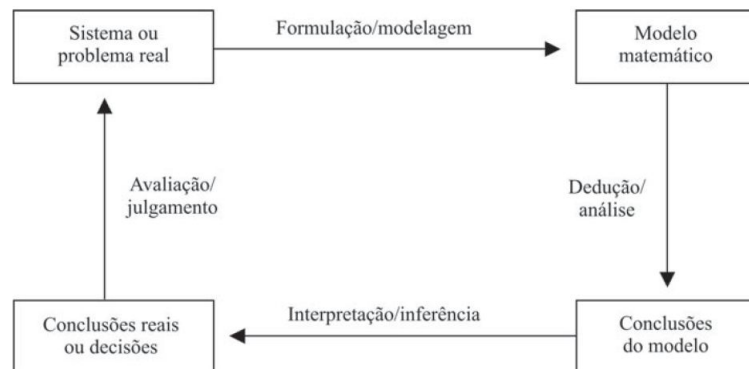 Sistema ou
problema real
Formulação/modelagem
Modelo
matemático
Avaliação/
julgamento
Dedução/
análise
Conclusões reais
ou decisões
Interpretação/inferência
Conclusões
do modelo